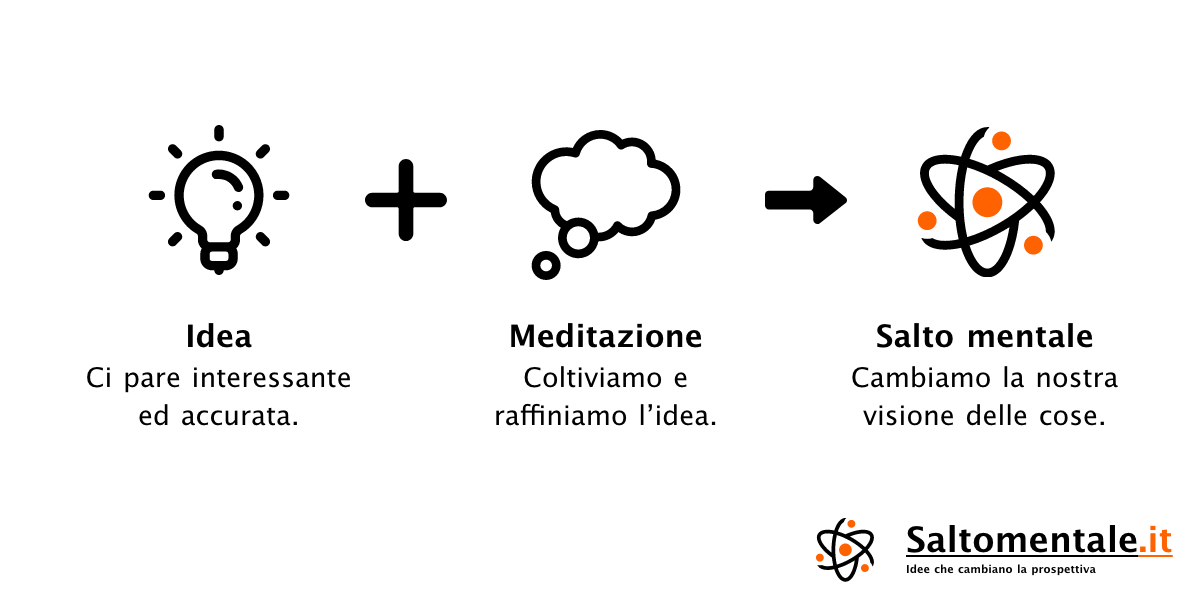 Idea
Ci pare interessante
ed accurata.
Meditazione
Coltiviamo e
raffiniamo l’idea.
Salto mentale
Cambiamo la nostra
visione delle cose.
Saltomentale.it
Idee che cambiano la prospettiva